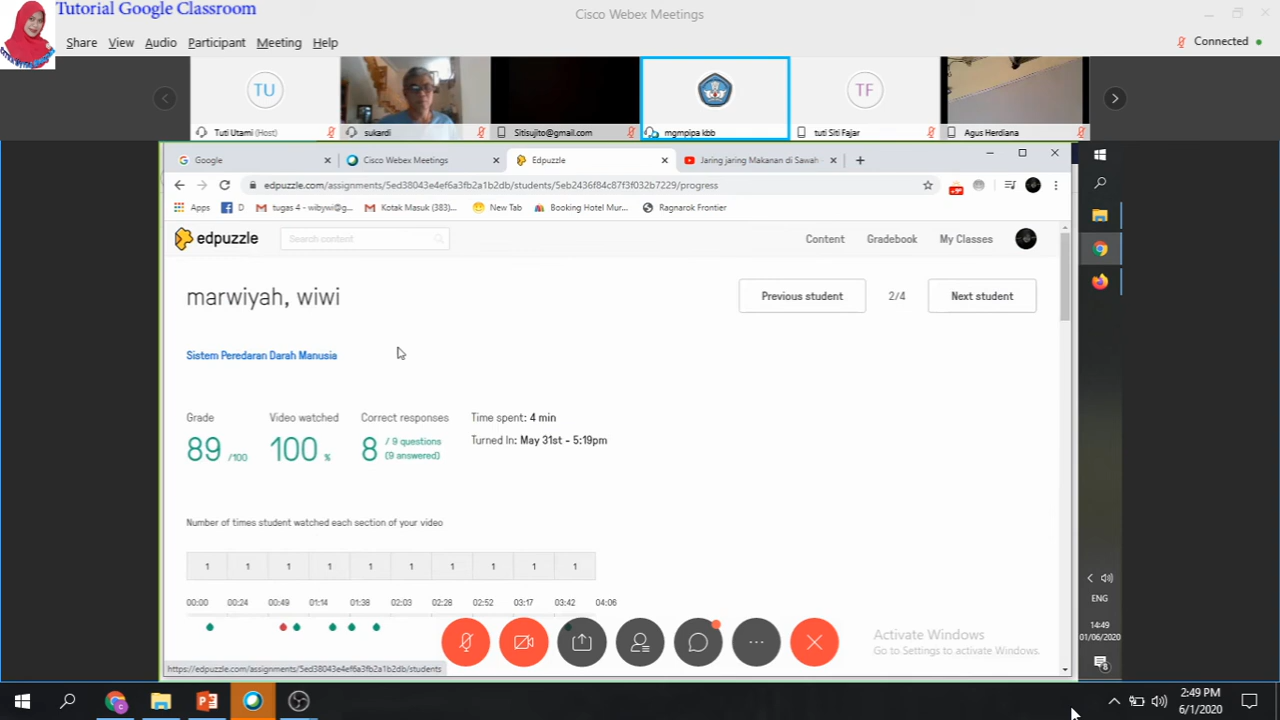 Tutorial Google Classroom
Cisco Webex Meetings
Share View Audio Participant Meeting Help
Connected
TU
TF
Tuti Utami (Host)
sukardi
Sitisujito@gmail.com
mgmpipa kbb
tuti Siti Fajar
Agus Herdiana
Google
Cisco Webex Meetings
Edpuzzle
Jaring jaring Makanan di Sawah -
edpuzzle.com/assignments/5ed38043e4ef6a3fb2a1b2db/students/5eb2436f84c87f3f032b7229/progress
Apps
D
tugas 4 - wibywi@g...
Kotak Masuk (383)...
New Tab
Booking Hotel Mur...
Ragnarok Frontier
edpuzzle
Search content
Content
Gradebook
My Classes
marwiyah, wiwi
Previous student
2/4
Next student
Sistem Peredaran Darah Manusia
Grade
Video watched
Correct responses
Time spent: 4 min
89 /100
100 %
8 / 9 questions
(9 answered)
Turned In: May 31st - 5:19pm
Number of times student watched each section of your video
1 1 1 1 1 1 1 1 1 1
00:00 00:24 00:49 01:14 01:38 02:03 02:28 02:52 03:17 03:42 04:06
Activate Windows
Go to Settings to activate Windows.
https://edpuzzle.com/assignments/5ed38043e4ef6a3fb2a1b2db/students
ENG
14:49
01/06/2020
2:49 PM
6/1/2020